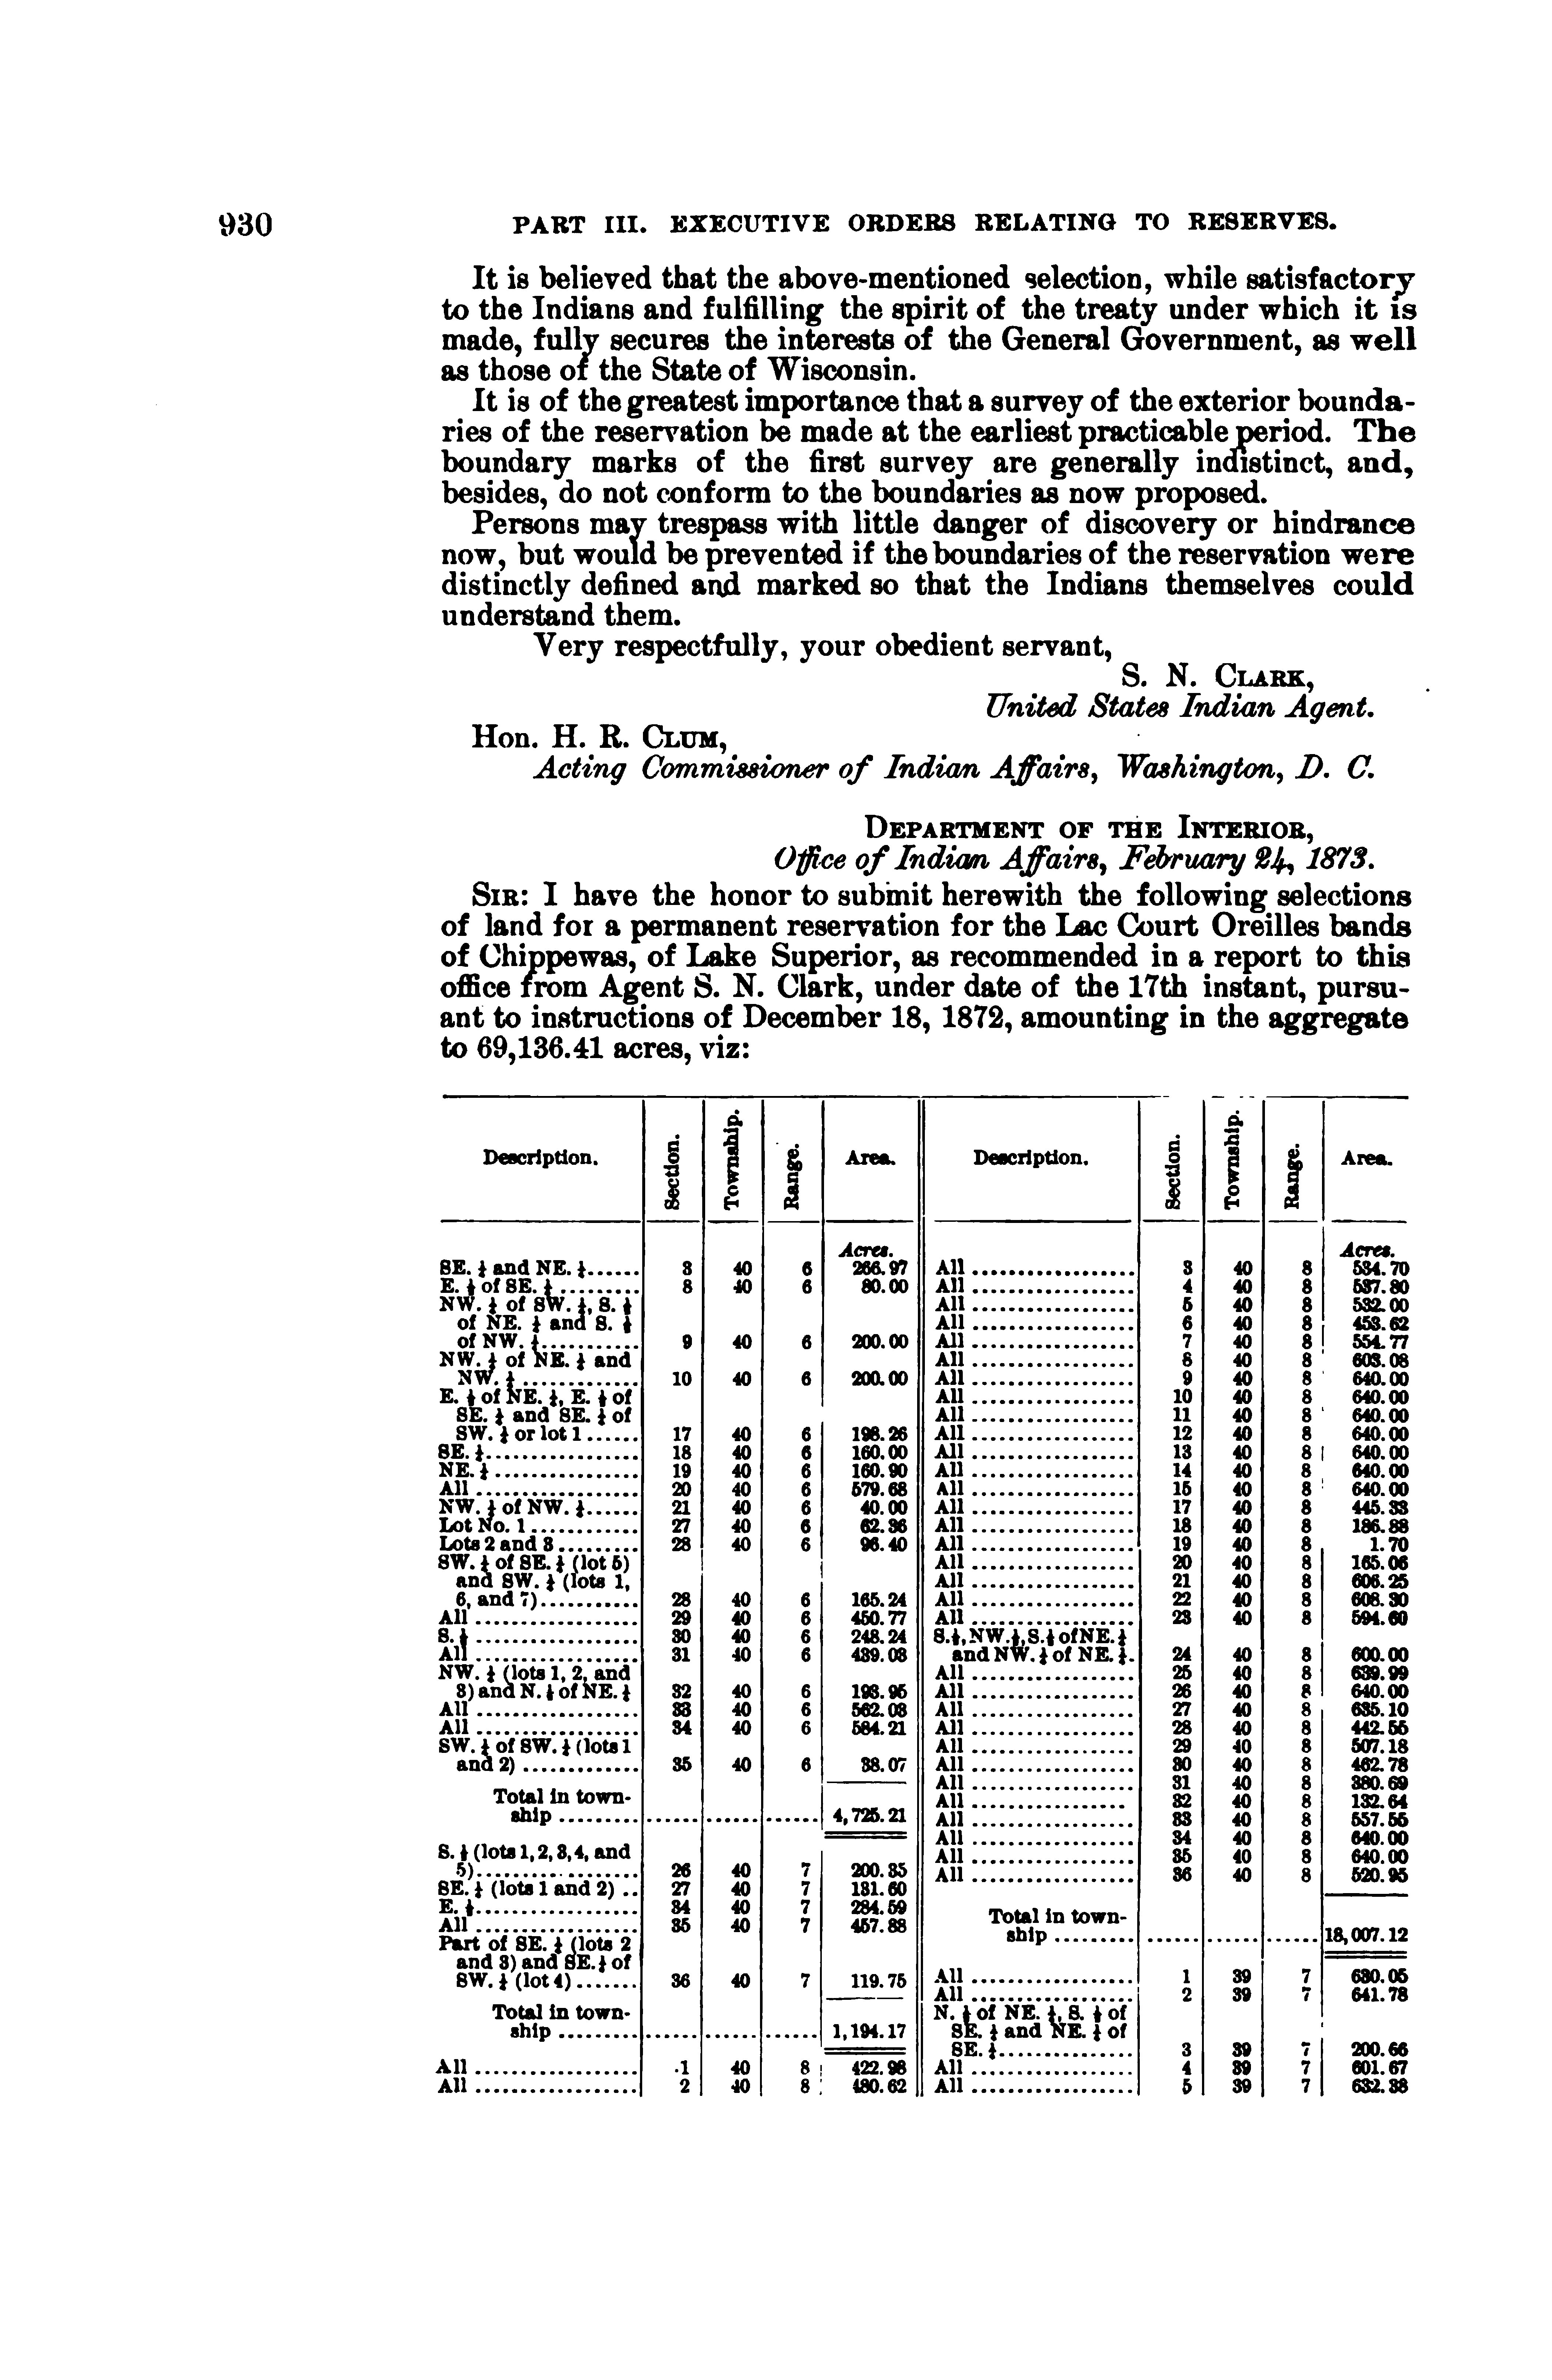 930
PART III. EXECUTIVE ORDERS RELATING TO RESERVES.
It is believed that the above-mentioned selection, while satisfactory
to the Indians and fulfilling the spirit of the treaty under which it is
made, fully secures the interests of the General Government, as well
as those of the State of Wisconsin.
It is of the greatest importance that a survey of the exterior bounda-
ries of the reservation be made at the earliest practicable period. The
boundary marks of the first survey are generally indistinct, and,
besides, do not conform to the boundaries as now proposed.
Persons may trespass with little danger of discovery or hindrance
now, but would be prevented if the boundaries of the reservation were
distinctly defined and marked so that the Indians themselves could
understand them.
Very respectfully, your obedient servant,
S. N. CLARK,
United States Indian Agent.
Hon. H. R. CLUM,
Acting Commissioner of Indian Affairs, Washington, D. C.
DEPARTMENT OF THE INTERIOR,
Office of Indian Affairs, February 24, 1873.
SIR: I have the honor to submit herewith the following selections
of land for a permanent reservation for the Lac Court Oreilles bands
of Chippewas, of Lake Superior, as recommended in a report to this
office from Agent S. N. Clark, under date of the 17th instant, pursu-
ant to instructions of December 18, 1872, amounting in the aggregate
to 69,136.41 acres, viz:
Description. Section. Township. Range. Area.
Acres.
SE. ¼ and NE. ¼...... 3 40 6 266.97
E. ½ of SE. ¼......... 8 40 6 80.00
NW. ¼ of SW. ¼, S. ½
of NE. ¼ and S. ½
of NW. ¼........... 9 40 6 200.00
NW. ¼ of NE. ¼ and
NW. ¼............. 10 40 6 200.00
E. ½ of NE. ¼, E. ½ of
SE. ¼ and SE. ¼ of
SW. ¼ or lot 1...... 17 40 6 198.26
SE. ¼................. 18 40 6 160.00
NE. ¼................ 19 40 6 160.90
All .................. 20 40 6 579.68
NW. ¼ of NW. ¼...... 21 40 6 40.00
Lot No. 1............ 27 40 6 62.36
Lots 2 and 3......... 28 40 6 96.40
SW. ¼ of SE. ¼ (lot 5)
and SW. ¼ (lots 1,
6, and 7)........... 28 40 6 165.24
All .................. 29 40 6 450.77
S. ½.................. 30 40 6 248.24
All .................. 31 40 6 439.08
NW. ¼ (lots 1, 2, and
3) and N. ½ of NE. ¼ 32 40 6 193.95
All .................. 33 40 6 562.08
All .................. 34 40 6 584.21
SW. ¼ of SW. ¼ (lots 1
and 2)............. 35 40 6 38.07
Total in town-
ship ......... 4,725.21
S. ½ (lots 1, 2, 3, 4, and
5).................. 26 40 7 200.35
SE. ¼ (lots 1 and 2) .. 27 40 7 131.60
E. ½.................. 34 40 7 284.59
All .................. 35 40 7 457.88
Part of SE. ¼ (lots 2
and 3) and SE. ¼ of
SW. ¼ (lot 4)....... 36 40 7 119.75
Total in town-
ship ......... 1,194.17
All .................. 1 40 8 422.98
All .................. 2 40 8 480.62
Description. Section. Township. Range. Area.
Acres.
All .................. 3 40 8 534.70
All .................. 4 40 8 537.80
All .................. 5 40 8 532.00
All .................. 6 40 8 453.62
All .................. 7 40 8 554.77
All .................. 8 40 8 603.08
All .................. 9 40 8 640.00
All .................. 10 40 8 640.00
All .................. 11 40 8 640.00
All .................. 12 40 8 640.00
All .................. 13 40 8 640.00
All .................. 14 40 8 640.00
All .................. 15 40 8 640.00
All .................. 17 40 8 445.33
All .................. 18 40 8 186.88
All .................. 19 40 8 1.70
All .................. 20 40 8 165.06
All .................. 21 40 8 606.25
All .................. 22 40 8 608.30
All .................. 23 40 8 594.60
S. ½, NW. ¼, S. ½ of NE. ¼
and NW. ¼ of NE. ¼. 24 40 8 600.00
All .................. 25 40 8 639.99
All .................. 26 40 8 640.00
All .................. 27 40 8 635.10
All .................. 28 40 8 442.55
All .................. 29 40 8 507.18
All .................. 30 40 8 462.78
All .................. 31 40 8 380.69
All .................. 32 40 8 132.64
All .................. 33 40 8 557.55
All .................. 34 40 8 640.00
All .................. 35 40 8 640.00
All .................. 36 40 8 520.95
Total in town-
ship ......... 18,007.12
All .................. 1 39 7 630.05
All .................. 2 39 7 641.78
N. ½ of NE. ¼, S. ½ of
SE. ¼ and NE. ¼ of
SE. ¼............... 3 39 7 200.66
All .................. 4 39 7 601.67
All .................. 5 39 7 632.38